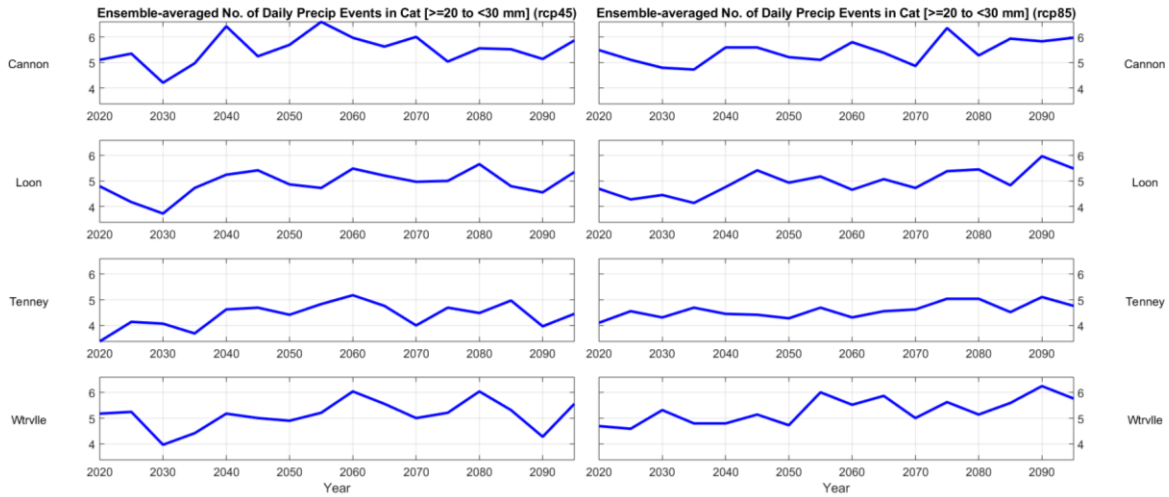 Ensemble-averaged No. of Daily Precip Events in Cat [>=20 to <30 mm] (rcp45)
Ensemble-averaged No. of Daily Precip Events in Cat [>=20 to <30 mm] (rcp85)
Cannon
6
5
4
2020 2030 2040 2050 2060 2070 2080 2090
6
5
4
2020 2030 2040 2050 2060 2070 2080 2090
Cannon
Loon
6
5
4
2020 2030 2040 2050 2060 2070 2080 2090
6
5
4
2020 2030 2040 2050 2060 2070 2080 2090
Loon
Tenney
6
5
4
2020 2030 2040 2050 2060 2070 2080 2090
6
5
4
2020 2030 2040 2050 2060 2070 2080 2090
Tenney
Wtrvlle
6
5
4
2020 2030 2040 2050 2060 2070 2080 2090
Year
6
5
4
2020 2030 2040 2050 2060 2070 2080 2090
Year
Wtrvlle